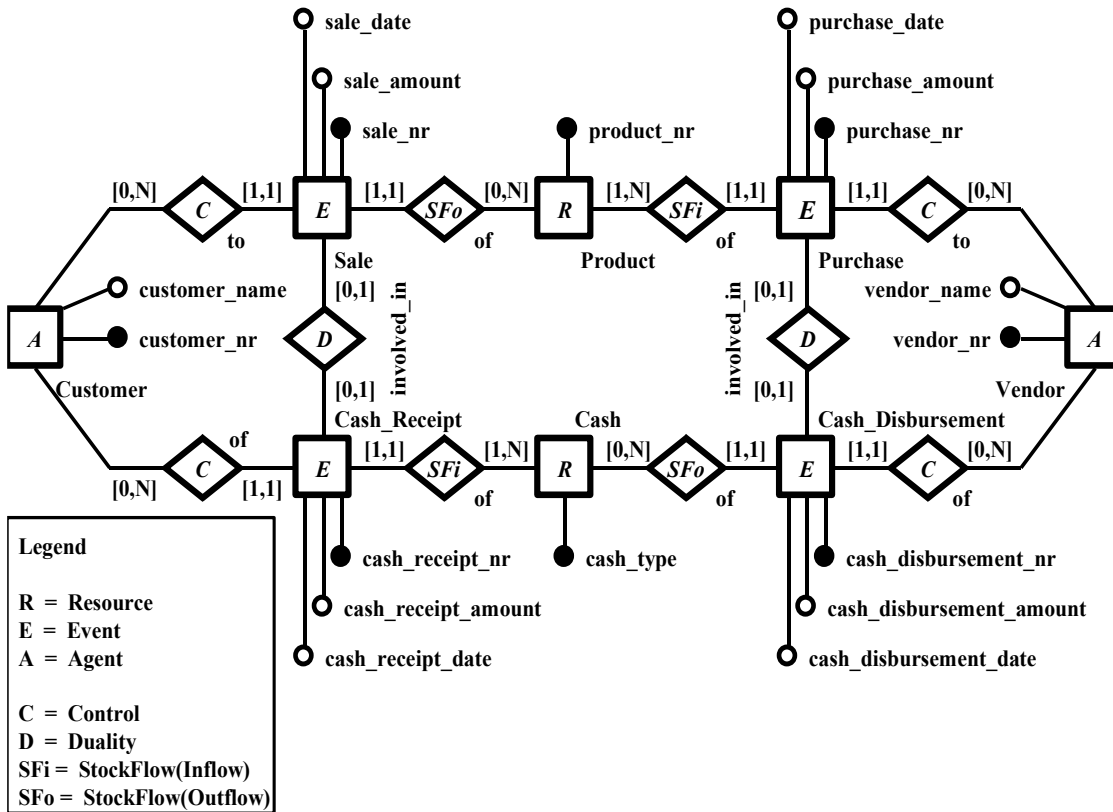 sale_date
purchase_date
sale_amount
purchase_amount
sale_nr
product_nr
purchase_nr
[0,N] C [1,1] E [1,1] SFo [0,N] R [1,N] SFi [1,1] E [1,1] C [0,N]
to of of to
Sale Product Purchase
[0,1] [0,1]
customer_name
vendor_name
A D involved_in involved_in D A
customer_nr
vendor_nr
[0,1] [0,1]
Customer Vendor
Cash_Receipt Cash Cash_Disbursement
of
[1,1] [1,N] [0,N] [1,1] [1,1] [0,N]
C E SFi R SFo E C
[0,N] [1,1] of of of
cash_receipt_nr
cash_type
cash_disbursement_nr
cash_receipt_amount
cash_disbursement_amount
cash_receipt_date
cash_disbursement_date
Legend
R = Resource
E = Event
A = Agent
C = Control
D = Duality
SFi = StockFlow(Inflow)
SFo = StockFlow(Outflow)